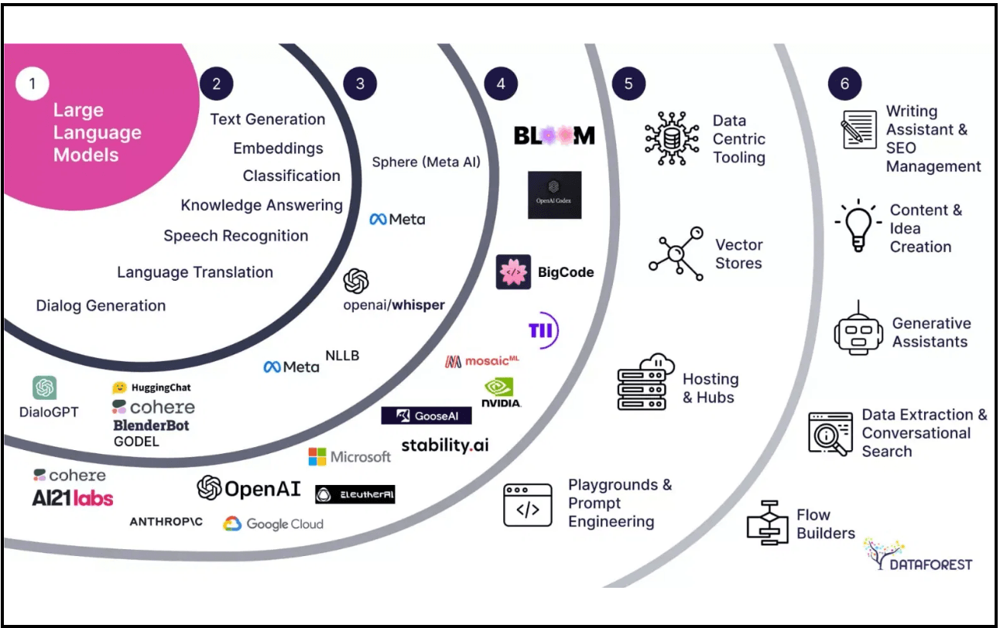 1
Large
Language
Models
2
Text Generation
Embeddings
Classification
Knowledge Answering
Speech Recognition
Language Translation
Dialog Generation
3
Sphere (Meta AI)
Meta
openai/whisper
Meta
NLLB
DialoGPT
HuggingChat
cohere
BlenderBot
GODEL
4
BLOOM
OpenAI Codex
</>
BigCode
TII
mosaicML
NVIDIA.
GooseAI
stability.ai
Microsoft
EleutherAI
OpenAI
cohere
AI21labs
ANTHROP\C
Google Cloud
5
Data
Centric
Tooling
Vector
Stores
Hosting
& Hubs
</>
Playgrounds &
Prompt
Engineering
6
Writing
Assistant &
SEO
Management
Content &
Idea
Creation
Generative
Assistants
Data Extraction &
Conversational
Search
Flow
Builders
DATAFOREST